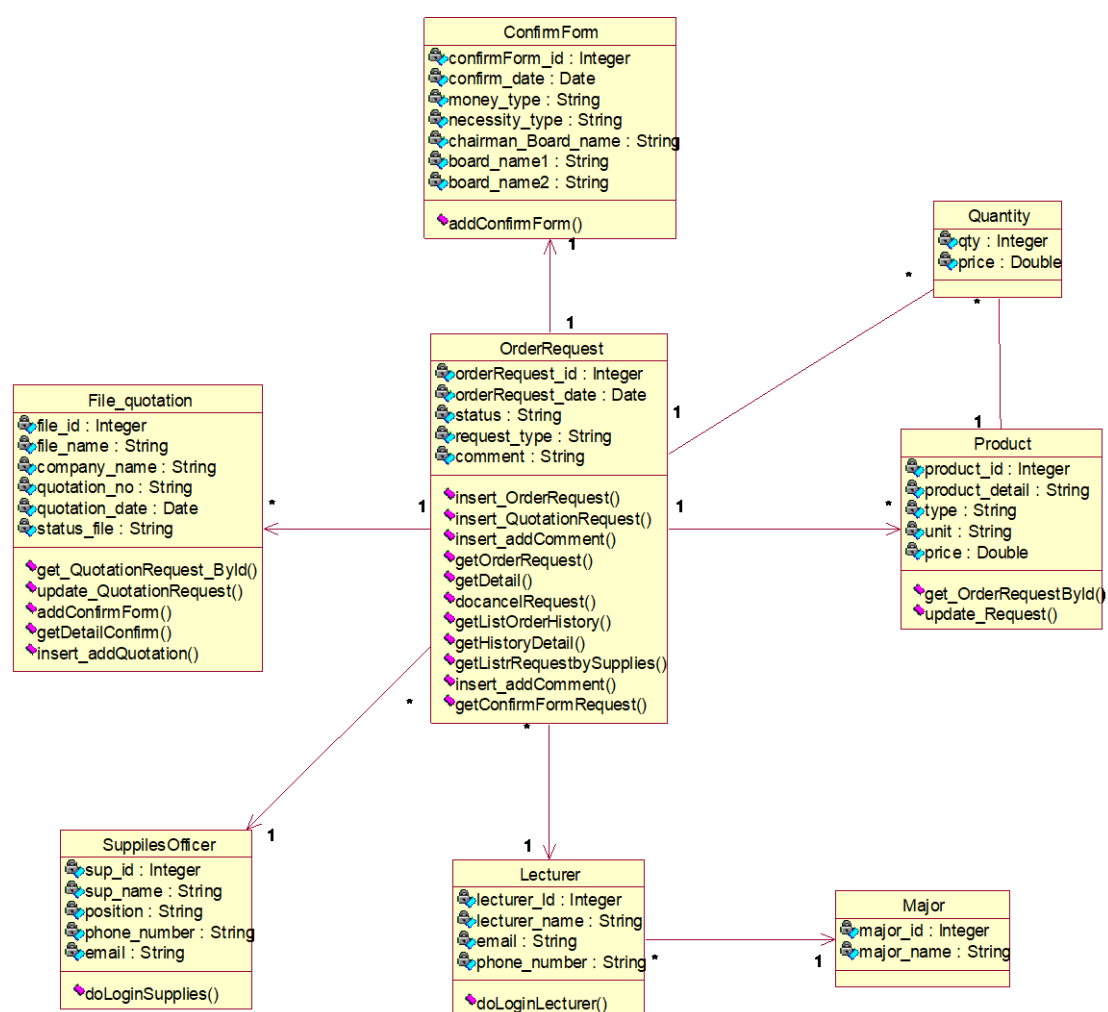 ConfirmForm
confirmForm_id : Integer
confirm_date : Date
money_type : String
necessity_type : String
chairman_Board_name : String
board_name1 : String
board_name2 : String
addConfirmForm()
1
Quantity
qty : Integer
price : Double
*
*
1
OrderRequest
orderRequest_id : Integer
orderRequest_date : Date
status : String
request_type : String
comment : String
insert_OrderRequest()
insert_QuotationRequest()
insert_addComment()
getOrderRequest()
getDetail()
docancelRequest()
getListOrderHistory()
getHistoryDetail()
getListrRequestbySupplies()
insert_addComment()
getConfirmFormRequest()
1
1
File_quotation
file_id : Integer
file_name : String
company_name : String
quotation_no : String
quotation_date : Date
status_file : String
get_QuotationRequest_ById()
update_QuotationRequest()
addConfirmForm()
getDetailConfirm()
insert_addQuotation()
*
1
1
*
Product
product_id : Integer
product_detail : String
type : String
unit : String
price : Double
get_OrderRequestById()
update_Request()
*
*
1
1
SuppilesOfficer
sup_id : Integer
sup_name : String
position : String
phone_number : String
email : String
doLoginSupplies()
Lecturer
lecturer_Id : Integer
lecturer_name : String
email : String
phone_number : String
doLoginLecturer()
*
1
Major
major_id : Integer
major_name : String